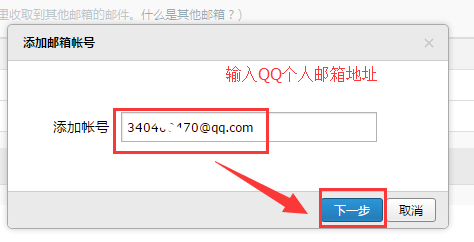 里收到其他邮箱的邮件。什么是其他邮箱？)
添加邮箱帐号
输入QQ个人邮箱地址
添加帐号
下一步 取消